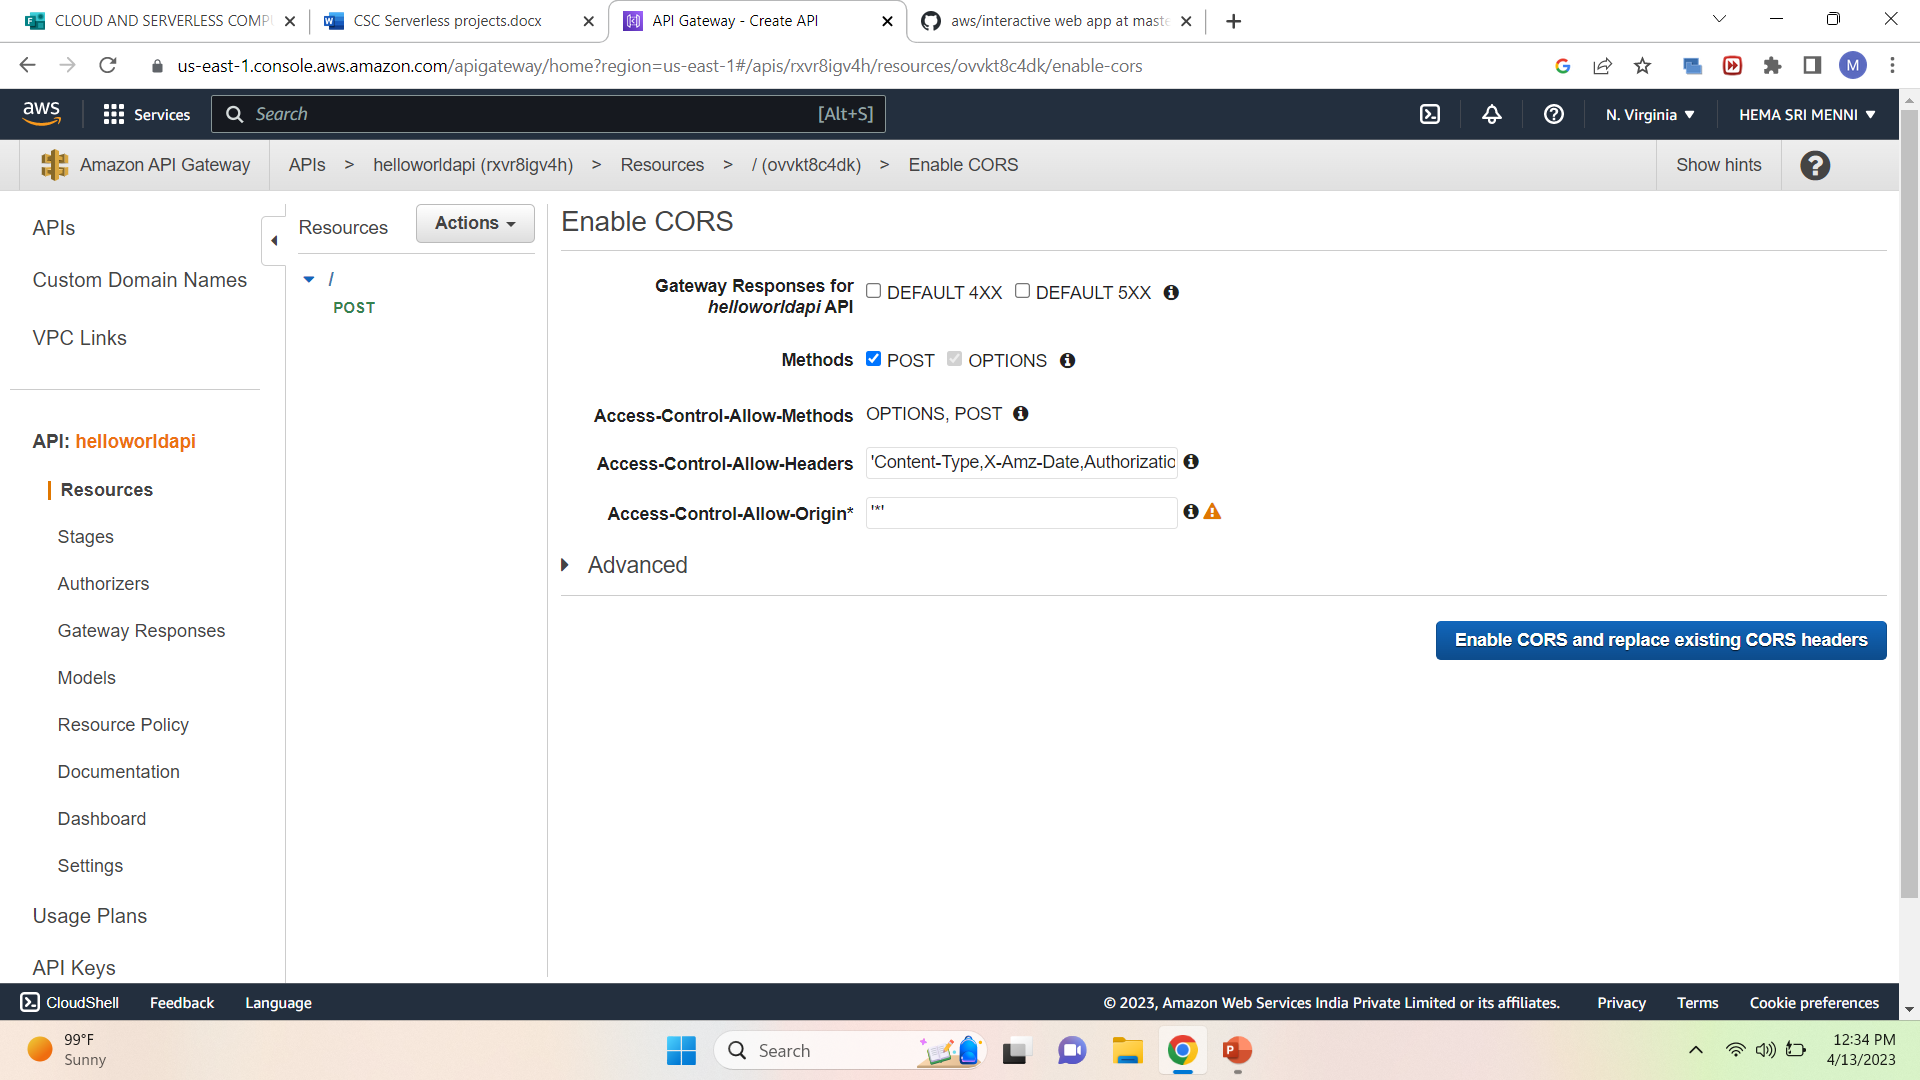 CLOUD AND SERVERLESS COMP
CSC Serverless projects.docx
API Gateway - Create API
aws/interactive web app at maste
us-east-1.console.aws.amazon.com/apigateway/home?region=us-east-1#/apis/rxvr8igv4h/resources/ovvkt8c4dk/enable-cors
M
aws
Services
Search
[Alt+S]
N. Virginia
HEMA SRI MENNI
Amazon API Gateway
APIs > helloworldapi (rxvr8igv4h) > Resources > / (ovvkt8c4dk) > Enable CORS
Show hints
APIs
Custom Domain Names
VPC Links
API: helloworldapi
Resources
Stages
Authorizers
Gateway Responses
Models
Resource Policy
Documentation
Dashboard
Settings
Usage Plans
API Keys
Resources
Actions
/
POST
Enable CORS
Gateway Responses for
helloworldapi API
DEFAULT 4XX DEFAULT 5XX
Methods POST OPTIONS
Access-Control-Allow-Methods OPTIONS, POST
Access-Control-Allow-Headers 'Content-Type,X-Amz-Date,Authorizatio
Access-Control-Allow-Origin* '*'
Advanced
Enable CORS and replace existing CORS headers
CloudShell
Feedback
Language
© 2023, Amazon Web Services India Private Limited or its affiliates.
Privacy
Terms
Cookie preferences
99°F
Sunny
Search
12:34 PM
4/13/2023